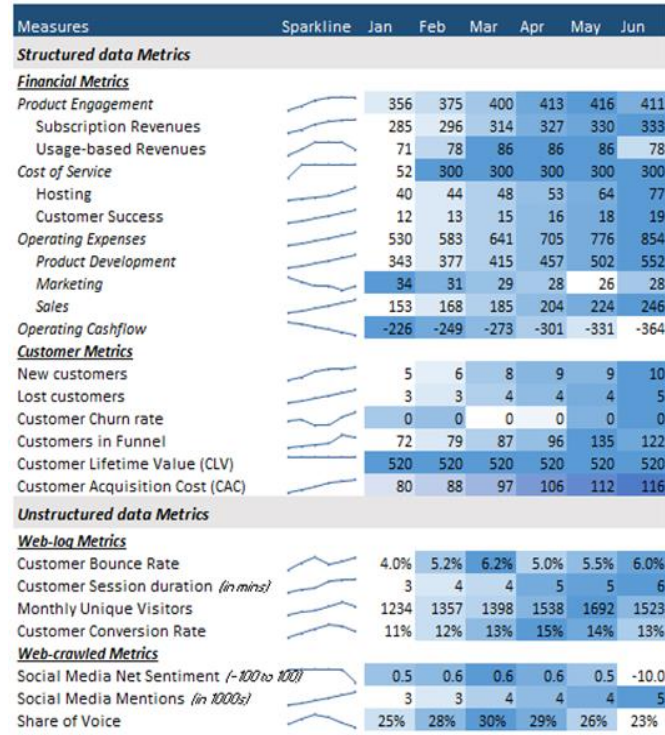 Measures Sparkline Jan Feb Mar Apr May Jun
Structured data Metrics
Financial Metrics
Product Engagement 356 375 400 413 416 411
Subscription Revenues 285 296 314 327 330 333
Usage-based Revenues 71 78 86 86 86 78
Cost of Service 52 300 300 300 300 300
Hosting 40 44 48 53 64 77
Customer Success 12 13 15 16 18 19
Operating Expenses 530 583 641 705 776 854
Product Development 343 377 415 457 502 552
Marketing 34 31 29 28 26 28
Sales 153 168 185 204 224 246
Operating Cashflow -226 -249 -273 -301 -331 -364
Customer Metrics
New customers 5 6 8 9 9 10
Lost customers 3 3 4 4 4 5
Customer Churn rate 0 0 0 0 0 0
Customers in Funnel 72 79 87 96 135 122
Customer Lifetime Value (CLV) 520 520 520 520 520 520
Customer Acquisition Cost (CAC) 80 88 97 106 112 116
Unstructured data Metrics
Web-log Metrics
Customer Bounce Rate 4.0% 5.2% 6.2% 5.0% 5.5% 6.0%
Customer Session duration (in mins) 3 4 4 5 5 6
Monthly Unique Visitors 1234 1357 1398 1538 1692 1523
Customer Conversion Rate 11% 12% 13% 15% 14% 13%
Web-crawled Metrics
Social Media Net Sentiment (-100 to 100) 0.5 0.6 0.6 0.6 0.5 -10.0
Social Media Mentions (in 1000s) 3 3 4 4 4 5
Share of Voice 25% 28% 30% 29% 26% 23%